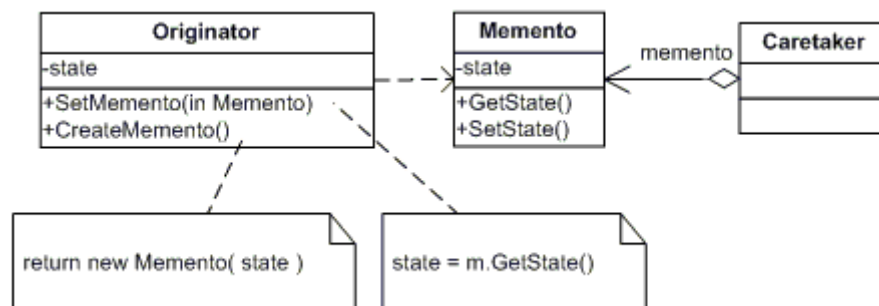 Originator
-state
+SetMemento(in Memento)
+CreateMemento()
Memento
-state
+GetState()
+SetState()
memento
Caretaker
return new Memento( state )
state = m.GetState()